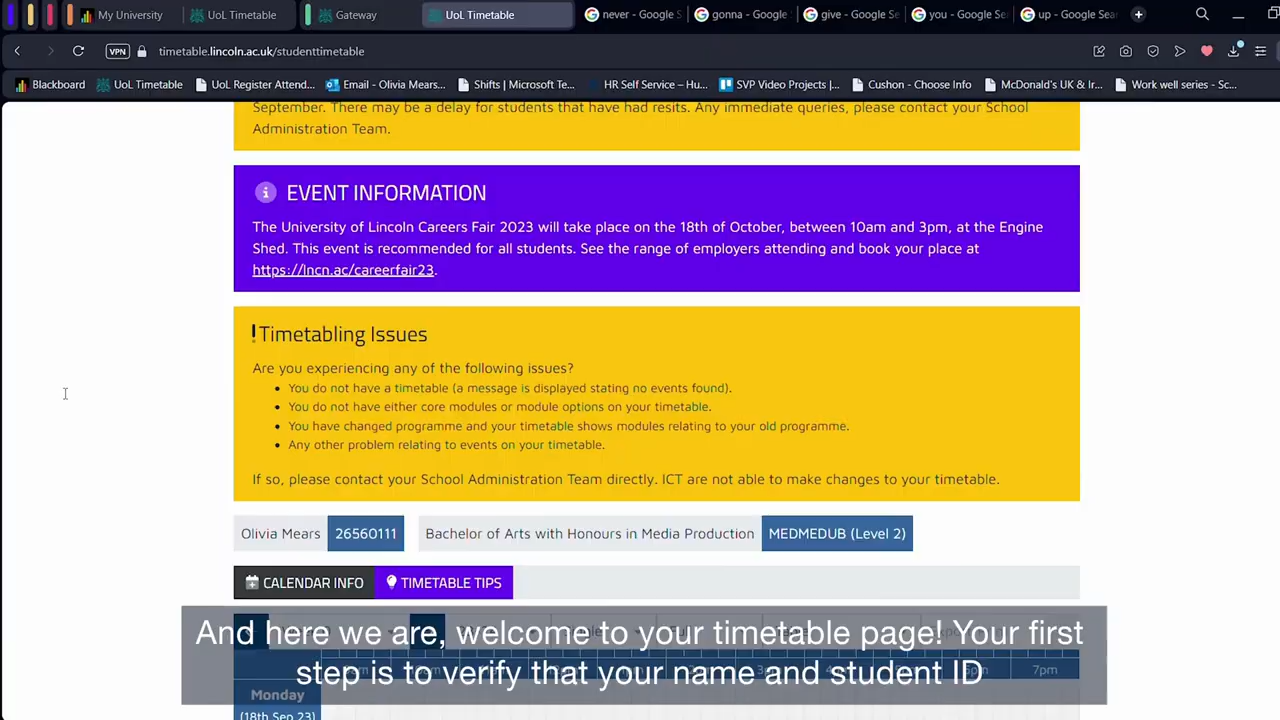 My University
UoL Timetable
Gateway
UoL Timetable
never - Google S
gonna - Google
give - Google Se
you - Google Se
up - Google Sear
VPN
timetable.lincoln.ac.uk/studenttimetable
Blackboard
UoL Timetable
UoL Register Attend...
Email - Olivia Mears...
Shifts | Microsoft Te...
HR Self Service – Hu...
SVP Video Projects |...
Cushon - Choose Info
McDonald's UK & Ir...
Work well series - Sc...
September. There may be a delay for students that have had resits. Any immediate queries, please contact your School
Administration Team.
EVENT INFORMATION
The University of Lincoln Careers Fair 2023 will take place on the 18th of October, between 10am and 3pm, at the Engine
Shed. This event is recommended for all students. See the range of employers attending and book your place at
https://lncn.ac/careerfair23.
! Timetabling Issues
Are you experiencing any of the following issues?
• You do not have a timetable (a message is displayed stating no events found).
• You do not have either core modules or module options on your timetable.
• You have changed programme and your timetable shows modules relating to your old programme.
• Any other problem relating to events on your timetable.
If so, please contact your School Administration Team directly. ICT are not able to make changes to your timetable.
Olivia Mears 26560111 Bachelor of Arts with Honours in Media Production MEDMEDUB (Level 2)
CALENDAR INFO TIMETABLE TIPS
And here we are, welcome to your timetable page! Your first
step is to verify that your name and student ID
7pm
Monday
(18th Sep 23)